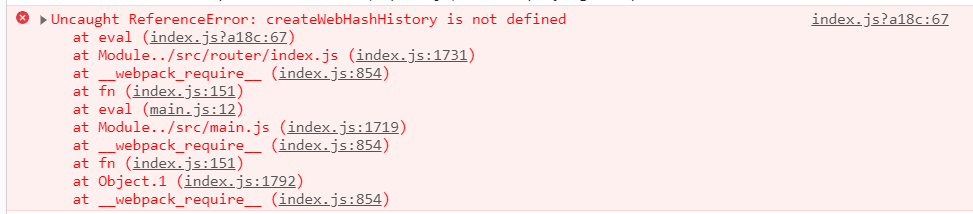 Uncaught ReferenceError: createWebHashHistory is not defined index.js?a18c:67
at eval (index.js?a18c:67)
at Module../src/router/index.js (index.js:1731)
at __webpack_require__ (index.js:854)
at fn (index.js:151)
at eval (main.js:12)
at Module../src/main.js (index.js:1719)
at __webpack_require__ (index.js:854)
at fn (index.js:151)
at Object.1 (index.js:1792)
at __webpack_require__ (index.js:854)